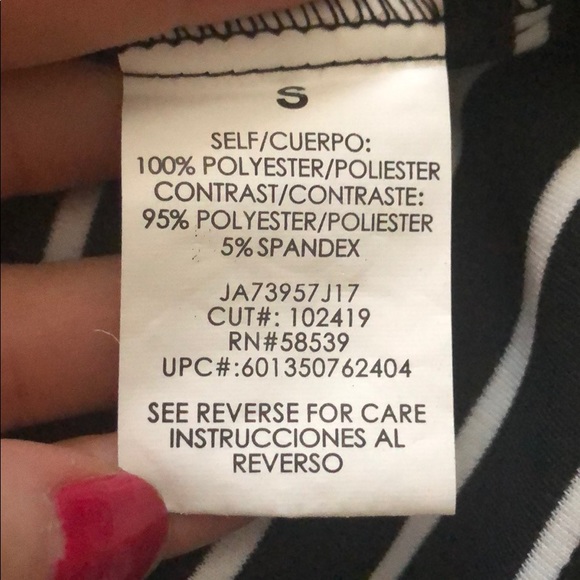 S
SELF/CUERPO:
100% POLYESTER/POLIESTER
CONTRAST/CONTRASTE:
95% POLYESTER/POLIESTER
5% SPANDEX
JA73957J17
CUT#: 102419
RN#58539
UPC#:601350762404
SEE REVERSE FOR CARE
INSTRUCCIONES AL
REVERSO